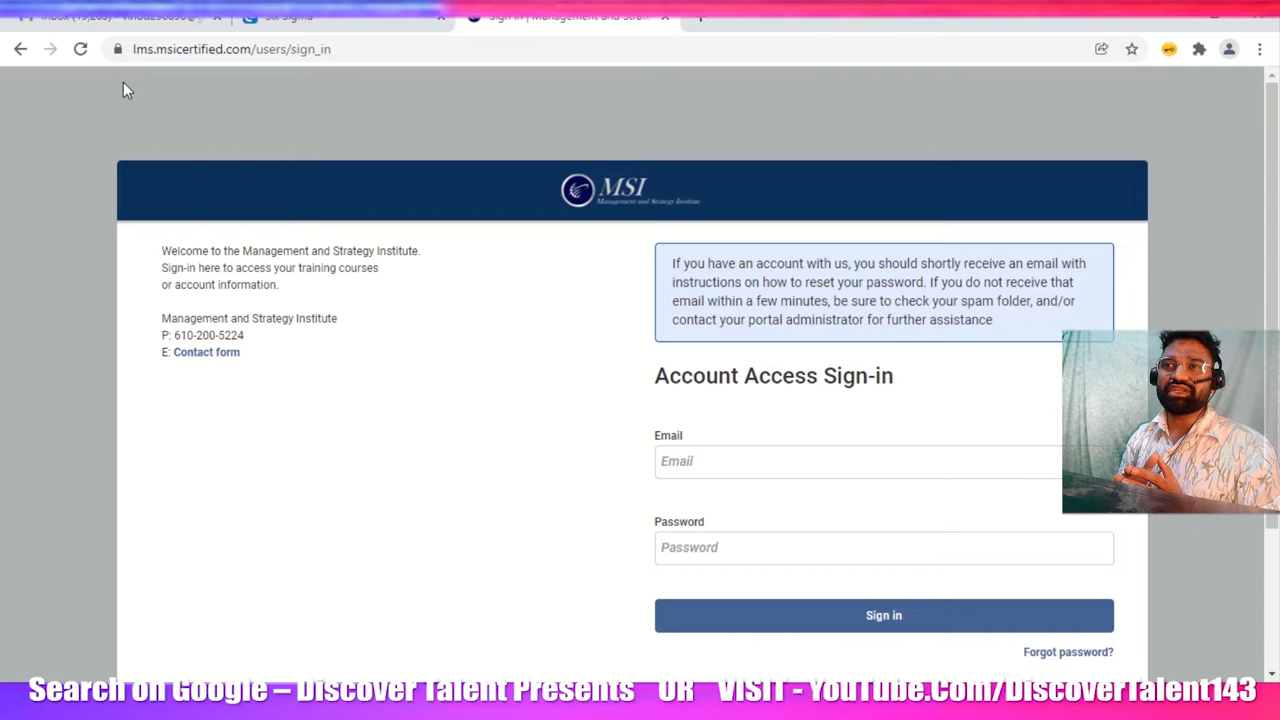 lms.msicertified.com/users/sign_in
MSI
Management and Strategy Institute
Welcome to the Management and Strategy Institute.
Sign-in here to access your training courses
or account information.
Management and Strategy Institute
P: 610-200-5224
E: Contact form
If you have an account with us, you should shortly receive an email with
instructions on how to reset your password. If you do not receive that
email within a few minutes, be sure to check your spam folder, and/or
contact your portal administrator for further assistance
Account Access Sign-in
Email
Email
Password
Password
Sign in
Forgot password?
Search on Google – Discover Talent Presents OR VISIT - YouTube.Com/DiscoverTalent143